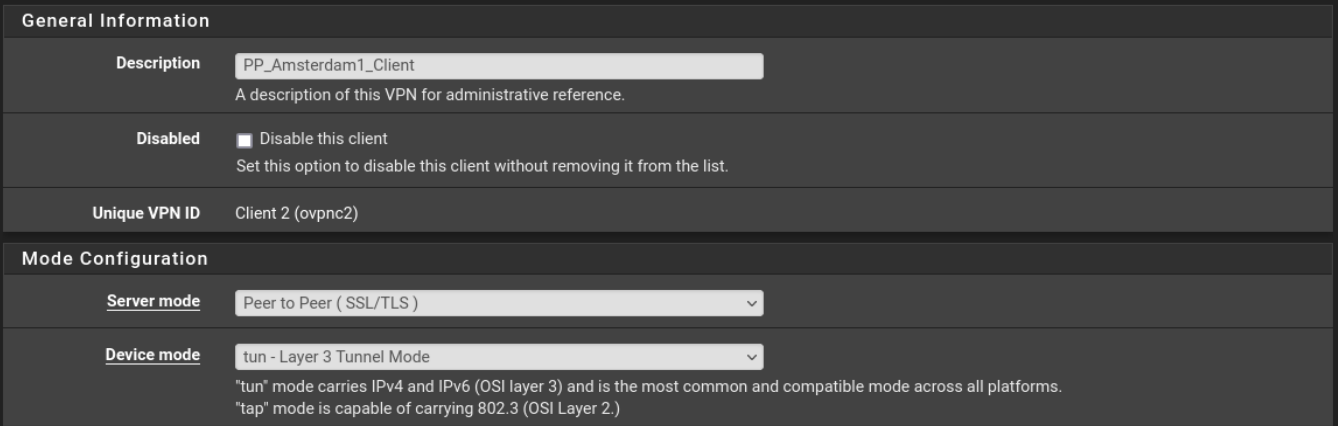 General Information
Description PP_Amsterdam1_Client
A description of this VPN for administrative reference.
Disabled Disable this client
Set this option to disable this client without removing it from the list.
Unique VPN ID Client 2 (ovpnc2)
Mode Configuration
Server mode Peer to Peer ( SSL/TLS )
Device mode tun - Layer 3 Tunnel Mode
"tun" mode carries IPv4 and IPv6 (OSI layer 3) and is the most common and compatible mode across all platforms.
"tap" mode is capable of carrying 802.3 (OSI Layer 2.)